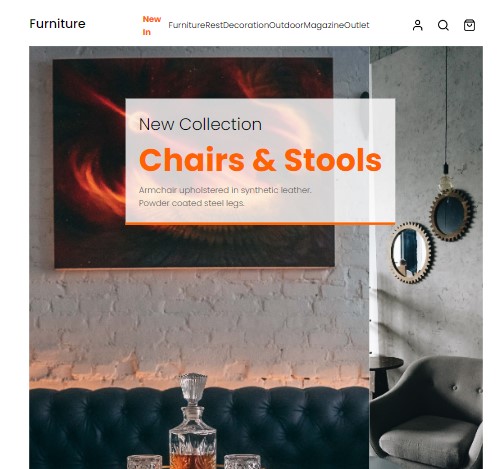 Furniture
New
In
FurnitureRestDecorationOutdoorMagazineOutlet
New Collection
Chairs & Stools
Armchair upholstered in synthetic leather.
Powder coated steel legs.